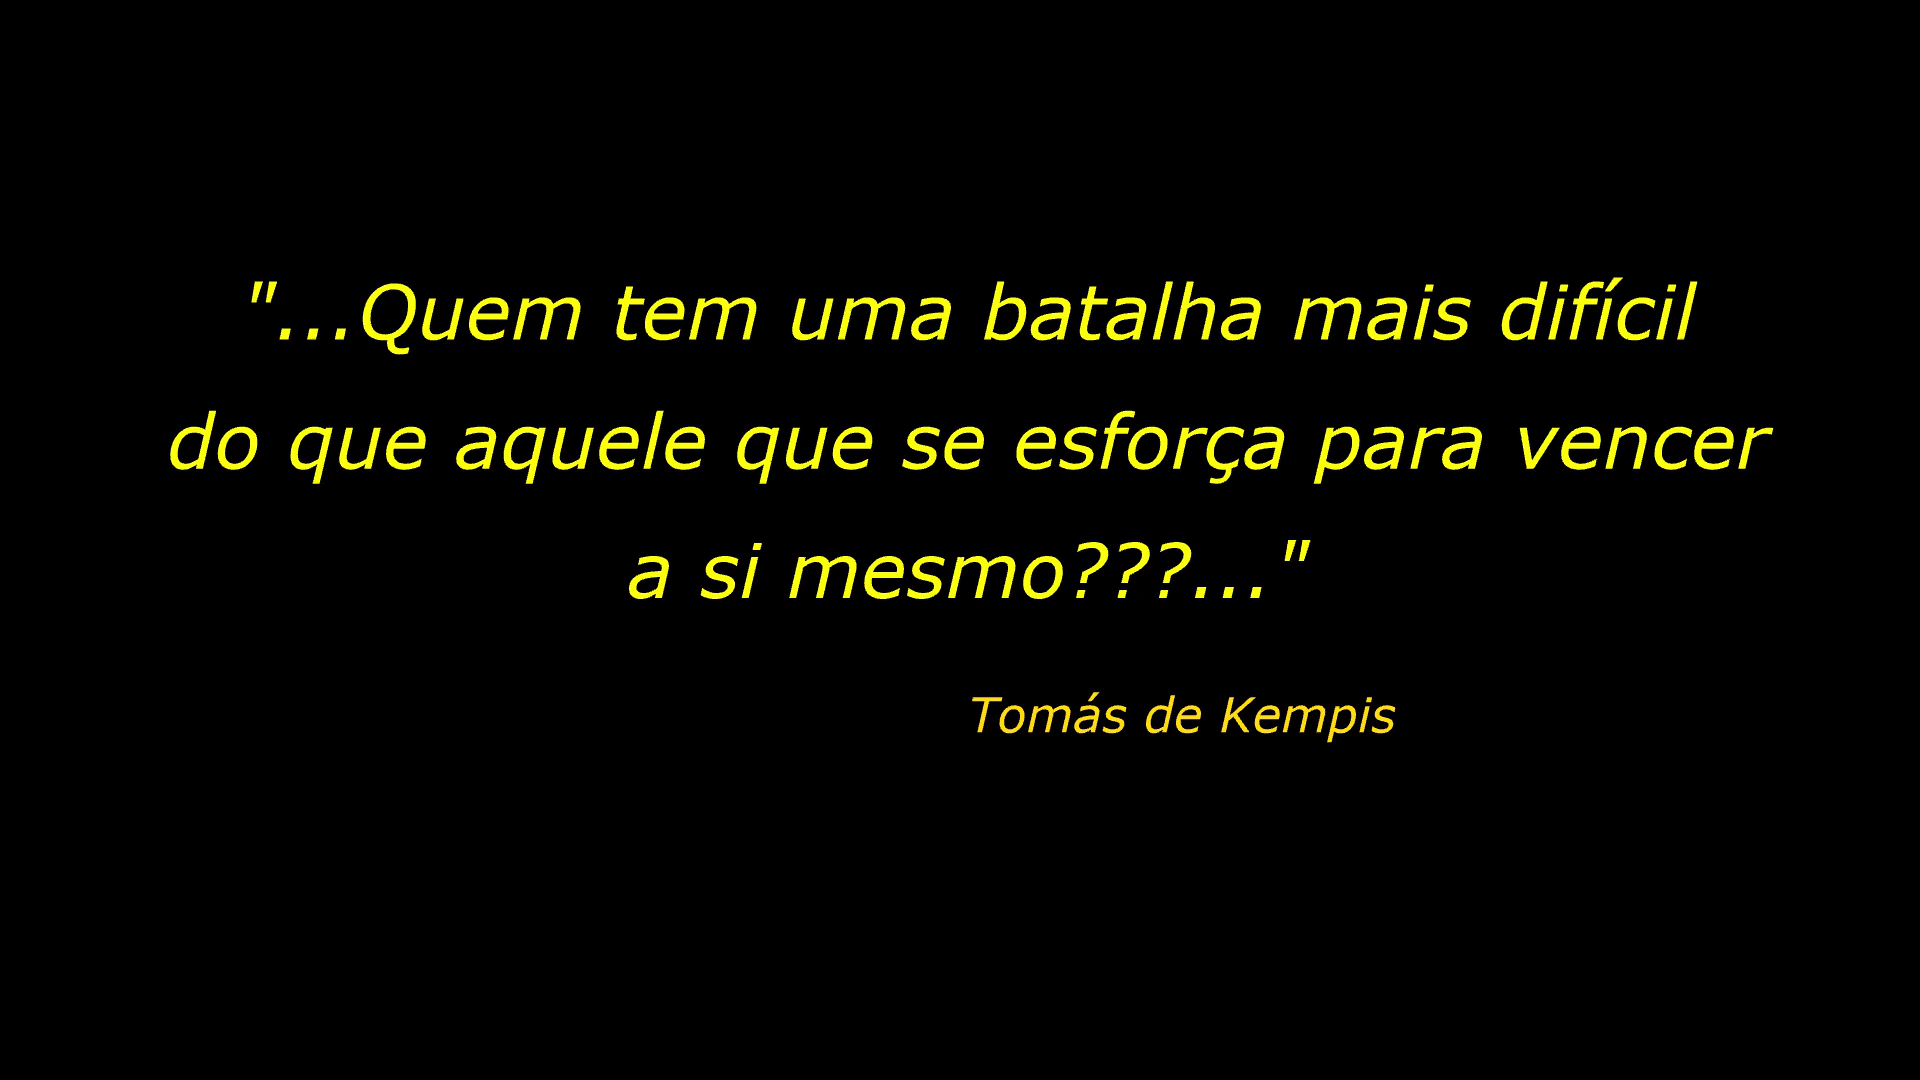 "...Quem tem uma batalha mais difícil
do que aquele que se esforça para vencer
a si mesmo???..."
Tomás de Kempis